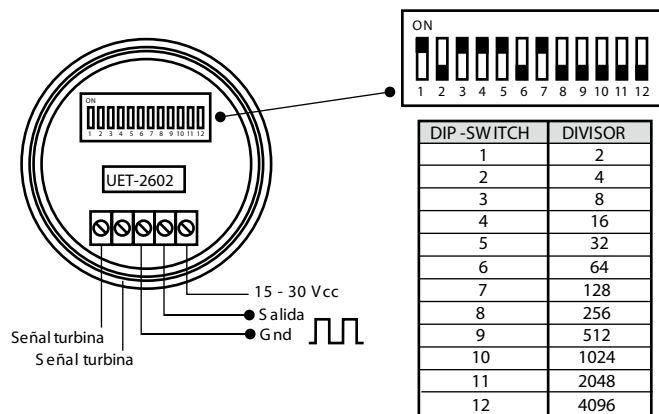 ON
1 2 3 4 5 6 7 8 9 10 11 12
UET-2602
15 - 30 Vcc
Salida
Gnd
Señal turbina
Señal turbina
ON
1 2 3 4 5 6 7 8 9 10 11 12
DIP-SWITCH DIVISOR
1 2
2 4
3 8
4 16
5 32
6 64
7 128
8 256
9 512
10 1024
11 2048
12 4096